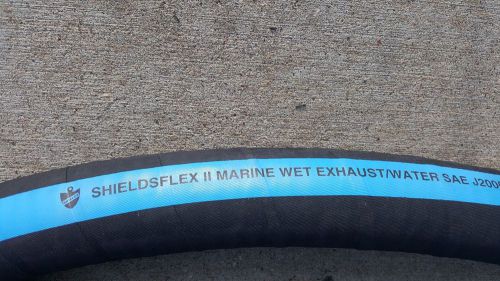 SHIELDSFLEX II MARINE WET EXHAUST/WATER SAE J200